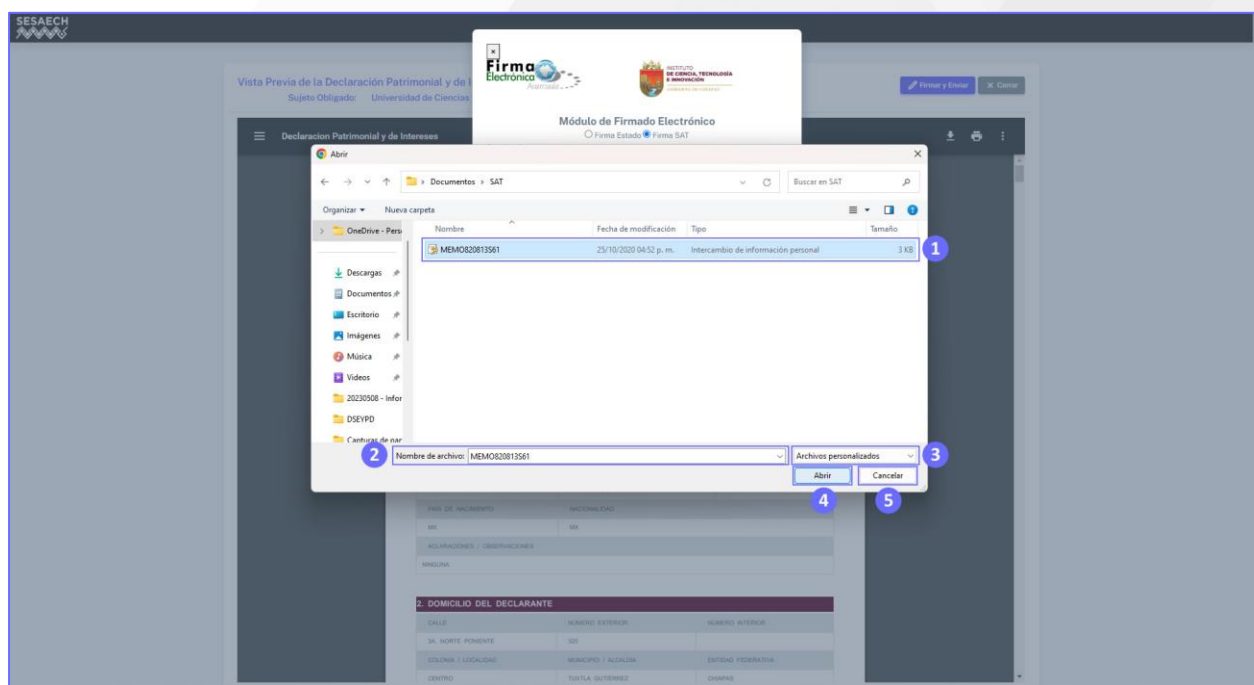 SESAECH
Firma
Electrónica
Avanzada
INSTITUTO
DE CIENCIA, TECNOLOGÍA
E INNOVACIÓN
Vista Previa de la Declaración Patrimonial y de I
Sujeto Obligado: Universidad de Ciencias
Firmar y Enviar
Cerrar
Módulo de Firmado Electrónico
Firma Estado Firma SAT
Declaracion Patrimonial y de Intereses
Abrir
Documentos > SAT
Buscar en SAT
Organizar
Nueva carpeta
OneDrive - Pers
Nombre
Fecha de modificación
Tipo
Tamaño
MEMO820813S61
25/10/2020 04:52 p. m.
Intercambio de información personal
3 KB
1
Descargas
Documentos
Escritorio
Imágenes
Música
Videos
20230508 - Infor
DSEYPD
Capturas de pan
2
Nombre de archivo: MEMO820813S61
Archivos personalizados
3
Abrir
Cancelar
4
5
PAIS DE NACIMIENTO
NACIONALIDAD
MX
MX
ACLARACIONES / OBSERVACIONES
NINGUNA
2. DOMICILIO DEL DECLARANTE
CALLE
NÚMERO EXTERIOR
NÚMERO INTERIOR
3A. NORTE PONIENTE
COLONIA / LOCALIDAD
MUNICIPIO / ALCALDÍA
ENTIDAD FEDERATIVA
CENTRO
TUXTLA GUTIÉRREZ
CHIAPAS